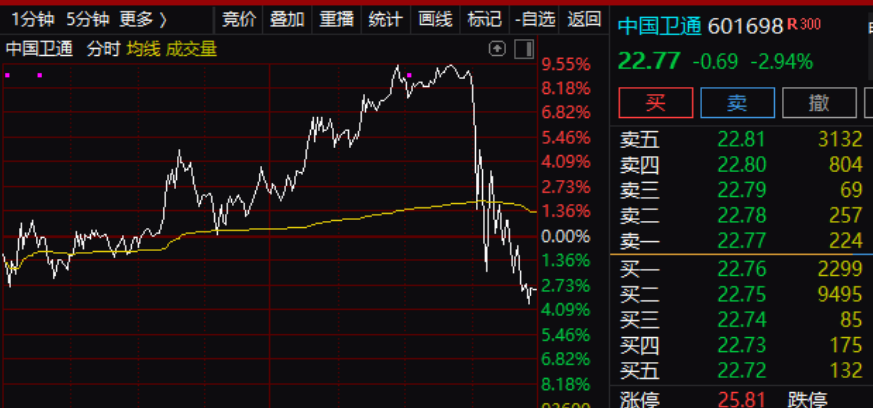 1分钟 5分钟 更多 竞价 叠加 重播 统计 画线 标记 -自选 返回
中国卫通 分时 均线 成交量
9.55%
8.18%
6.82%
5.46%
4.09%
2.73%
1.36%
0.00%
1.36%
2.73%
4.09%
5.46%
6.82%
8.18%
中国卫通 601698 R 300
22.77 -0.69 -2.94%
买 卖 撤
卖五 22.81 3132
卖四 22.80 804
卖三 22.79 69
卖二 22.78 257
卖一 22.77 224
买一 22.76 2299
买二 22.75 9495
买三 22.74 85
买四 22.73 175
买五 22.72 132
涨停 25.81 跌停